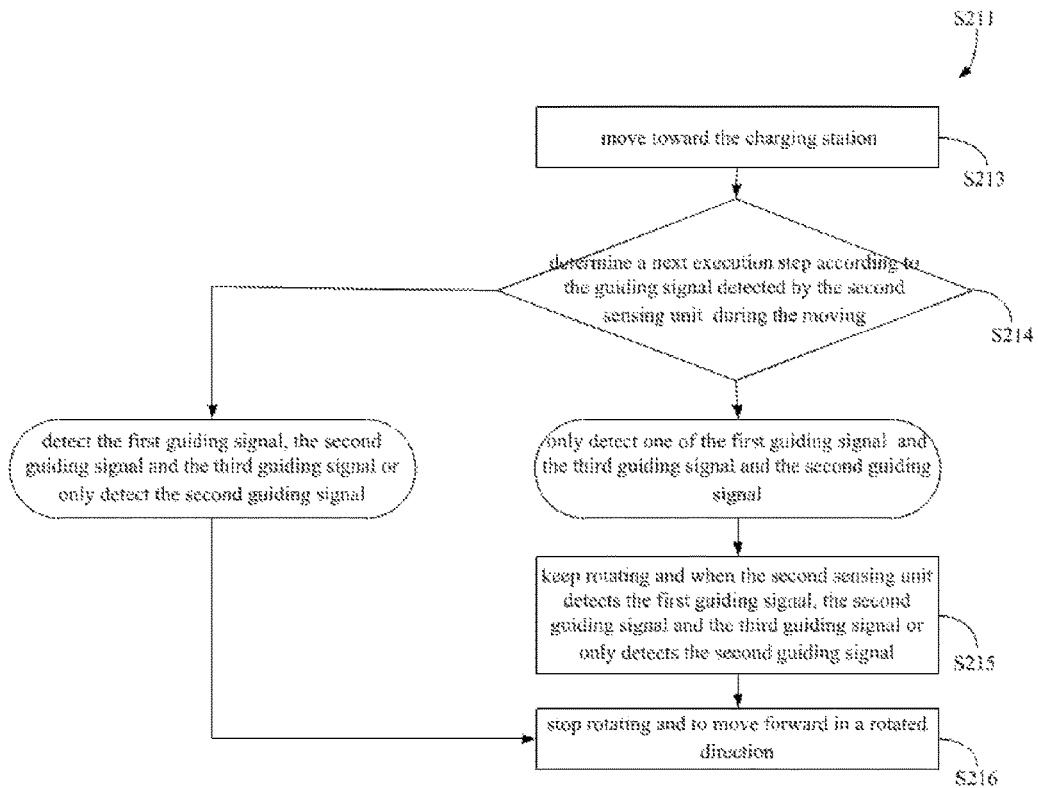 S211
move toward the charging station
S213
determine a next execution step according to
the guiding signal detected by the second
sensing unit during the moving
S214
detect the first guiding signal, the second
guiding signal and the third guiding signal or
only detect the second guiding signal
only detect one of the first guiding signal and
the third guiding signal and the second guiding
signal
keep rotating and when the second sensing unit
detects the first guiding signal, the second
guiding signal and the third guiding signal or
only detects the second guiding signal
S215
stop rotating and to move forward in a rotated
direction
S216